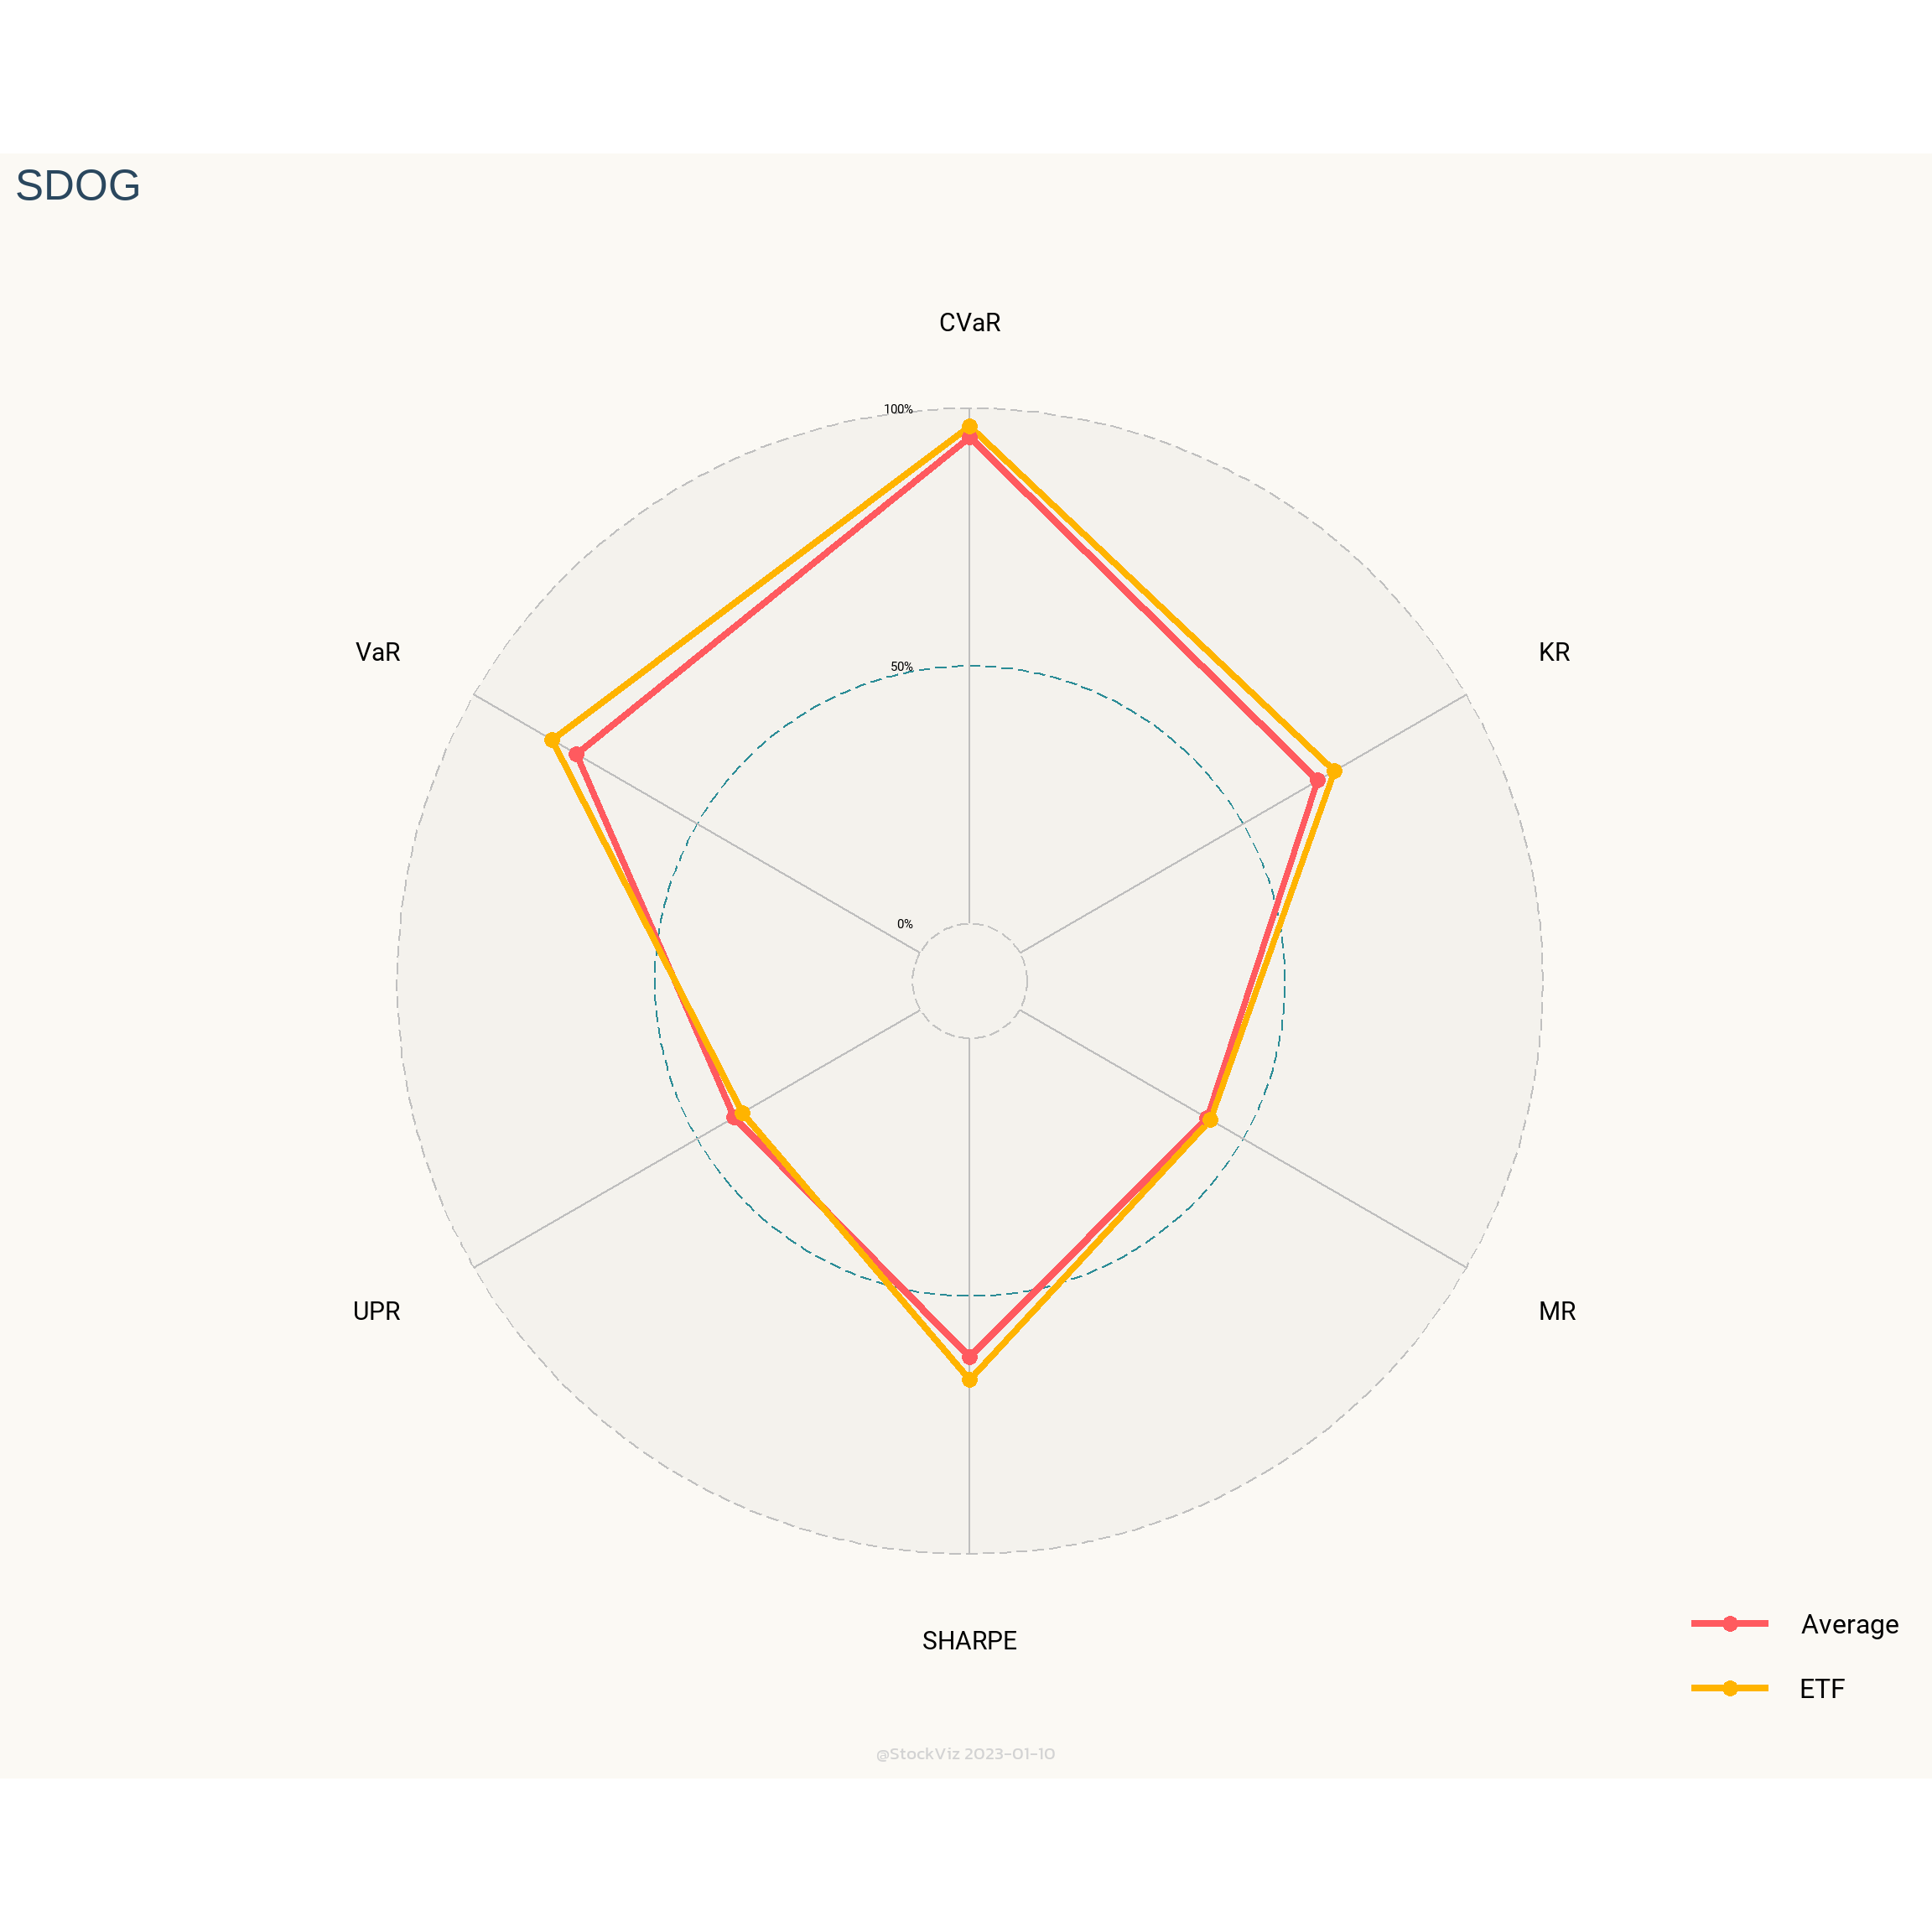 SDOG
CVaR
100%
KR
VaR
50%
0%
UPR
MR
SHARPE
Average
ETF
@StockViz 2023-01-10